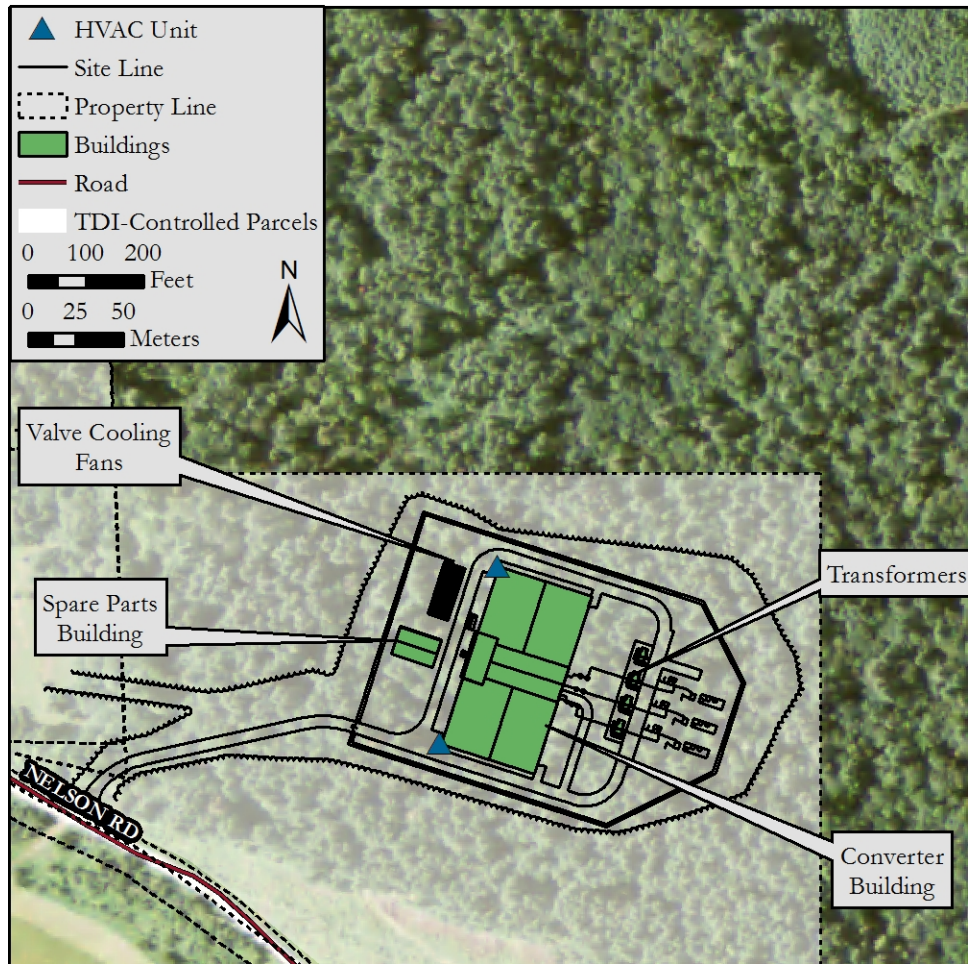 HVAC Unit
Site Line
Property Line
Buildings
Road
TDI-Controlled Parcels
0 100 200
Feet
0 25 50
Meters
N
Valve Cooling
Fans
Spare Parts
Building
Transformers
NELSON RD
Converter
Building